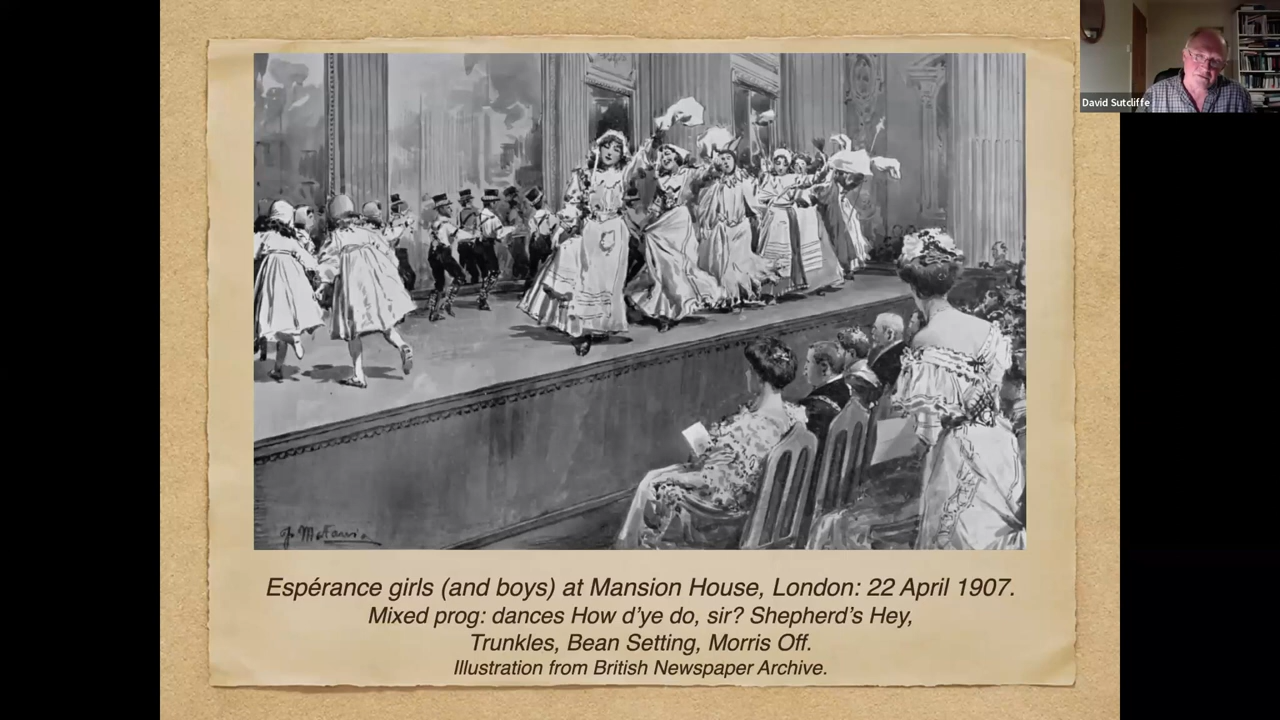 David Sutcliffe
Espérance girls (and boys) at Mansion House, London: 22 April 1907.
Mixed prog: dances How d'ye do, sir? Shepherd's Hey,
Trunkles, Bean Setting, Morris Off.
Illustration from British Newspaper Archive.